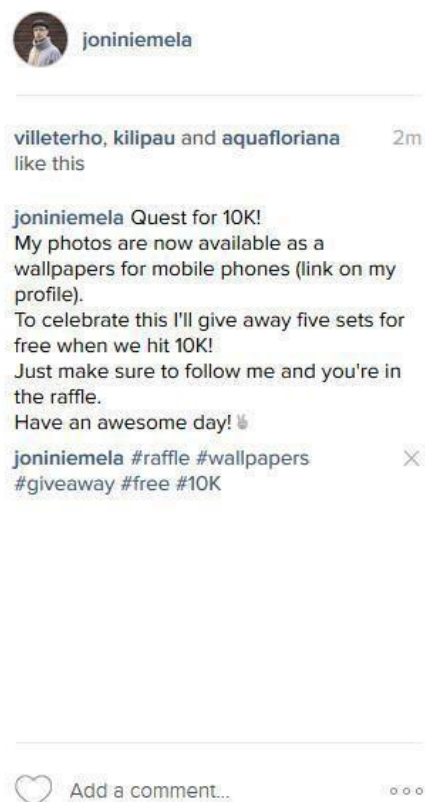 joniniemela
villeterho, kilipau and aquafloriana 2m
like this
joniniemela Quest for 10K!
My photos are now available as a
wallpapers for mobile phones (link on my
profile).
To celebrate this I'll give away five sets for
free when we hit 10K!
Just make sure to follow me and you're in
the raffle.
Have an awesome day!✌
joniniemela #raffle #wallpapers
#giveaway #free #10K
Add a comment...